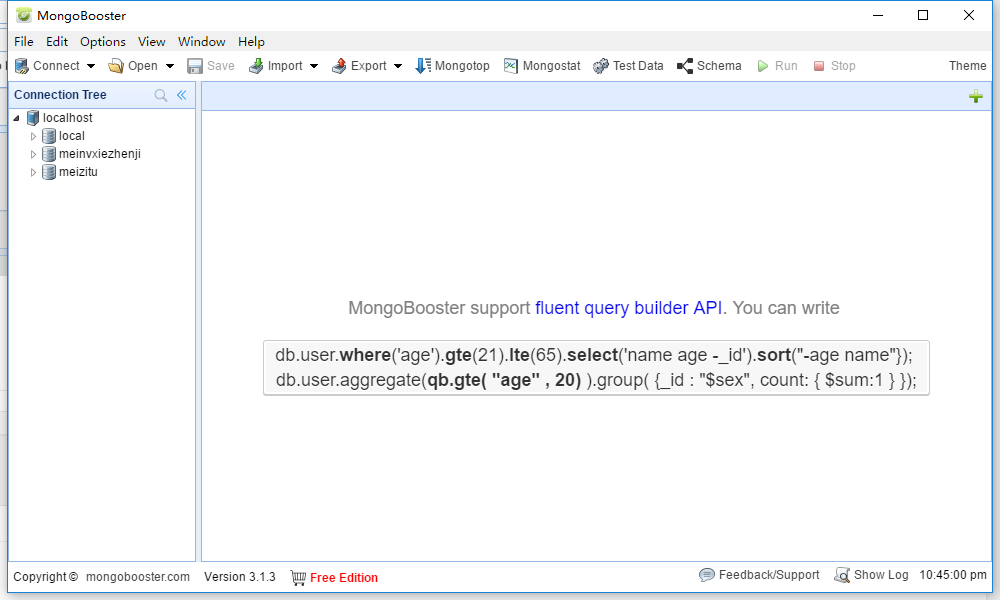 MongoBooster
File Edit Options View Window Help
Connect Open Save Import Export Mongotop Mongostat Test Data Schema Run Stop Theme
Connection Tree
localhost
local
meinvxiezhenji
meizitu
MongoBooster support fluent query builder API. You can write
db.user.where('age').gte(21).lte(65).select('name age -_id').sort("-age name"});
db.user.aggregate(qb.gte( "age" , 20) ).group( {_id : "$sex", count: { $sum:1 } });
Copyright © mongobooster.com Version 3.1.3 Free Edition Feedback/Support Show Log 10:45:00 pm